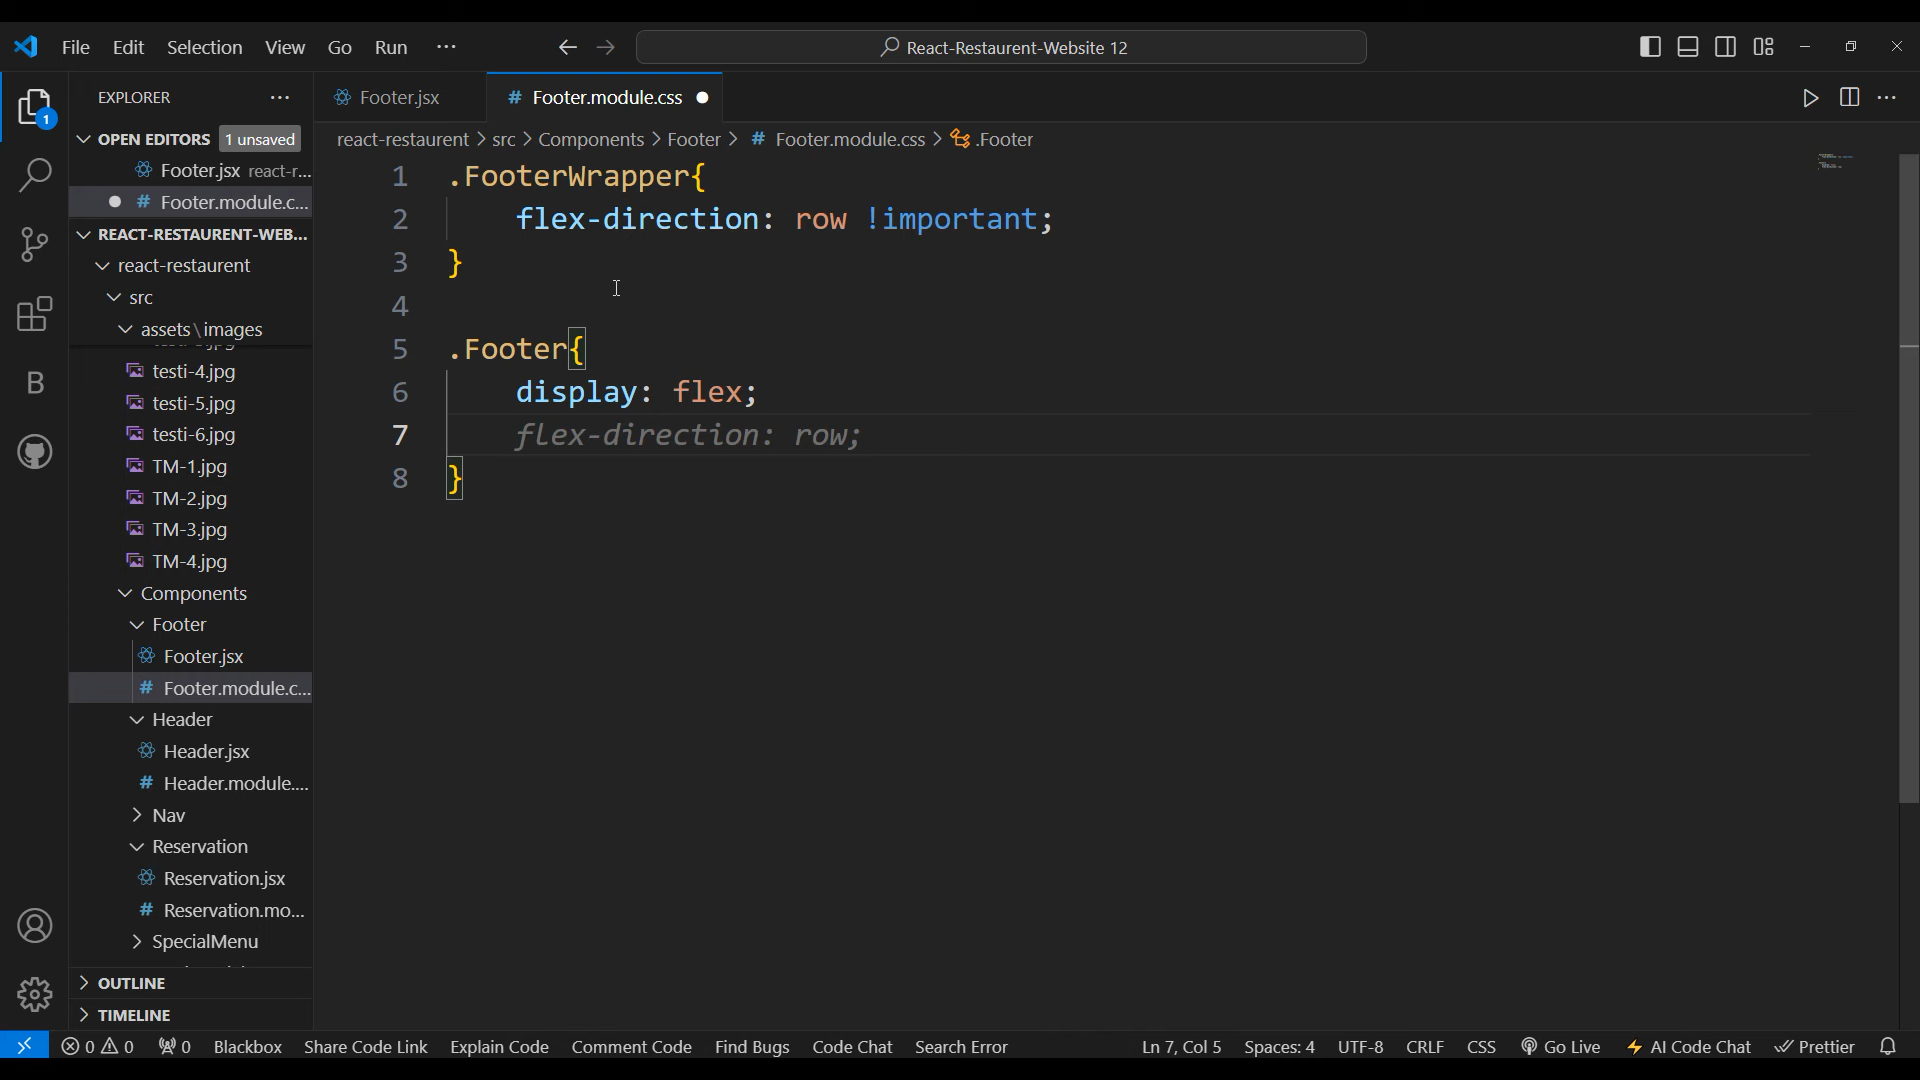 File Edit Selection View Go Run ···
React-Restaurent-Website 12
EXPLORER ···
OPEN EDITORS 1 unsaved
Footer.jsx react-r...
Footer.module.c...
REACT-RESTAURENT-WEB...
react-restaurent
src
assets\images
testi-4.jpg
testi-5.jpg
testi-6.jpg
TM-1.jpg
TM-2.jpg
TM-3.jpg
TM-4.jpg
Components
Footer
Footer.jsx
Footer.module.c...
Header
Header.jsx
Header.module....
Nav
Reservation
Reservation.jsx
Reservation.mo...
SpecialMenu
OUTLINE
TIMELINE
1
B
Footer.jsx # Footer.module.css
react-restaurent > src > Components > Footer > # Footer.module.css > .Footer
1 .FooterWrapper{
2 flex-direction: row !important;
3 }
4
5 .Footer{
6 display: flex;
7 flex-direction: row;
8 }
0 0 0 Blackbox Share Code Link Explain Code Comment Code Find Bugs Code Chat Search Error Ln 7, Col 5 Spaces: 4 UTF-8 CRLF CSS Go Live AI Code Chat Prettier